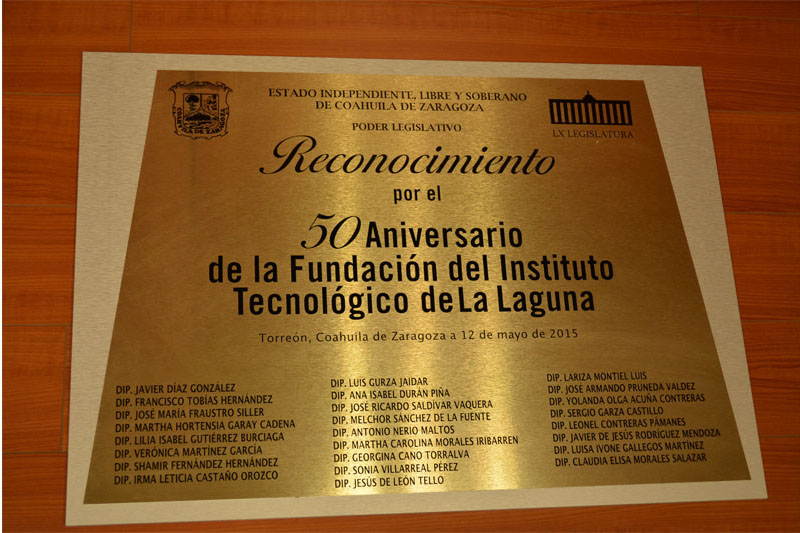 ESTADO INDEPENDIENTE, LIBRE Y SOBERANO
DE COAHUILA DE ZARAGOZA
COAHUILA DE ZARAGOZA
LX LEGISLATURA
PODER LEGISLATIVO
Reconocimiento
por el
50 Aniversario
de la Fundación del Instituto
Tecnológico de La Laguna
Torreón, Coahuila de Zaragoza a 12 de mayo de 2015
DIP. JAVIER DÍAZ GONZÁLEZ
DIP. FRANCISCO TOBÍAS HERNÁNDEZ
DIP. JOSÉ MARÍA FRAUSTRO SILLER
DIP. MARTHA HORTENSIA GARAY CADENA
DIP. LILIA ISABEL GUTIÉRREZ BURCIAGA
DIP. VERÓNICA MARTÍNEZ GARCÍA
DIP. SHAMIR FERNÁNDEZ HERNÁNDEZ
DIP. IRMA LETICIA CASTAÑO OROZCO
DIP. LUIS GURZA JAIDAR
DIP. ANA ISABEL DURÁN PIÑA
DIP. JOSÉ RICARDO SALDÍVAR VAQUERA
DIP. MELCHOR SÁNCHEZ DE LA FUENTE
DIP. ANTONIO NERIO MALTOS
DIP. MARTHA CAROLINA MORALES IRIBARREN
DIP. GEORGINA CANO TORRALVA
DIP. SONIA VILLARREAL PÉREZ
DIP. JESÚS DE LEÓN TELLO
DIP. LARIZA MONTIEL LUIS
DIP. JOSÉ ARMANDO PRUNEDA VALDEZ
DIP. YOLANDA OLGA ACUÑA CONTRERAS
DIP. SERGIO GARZA CASTILLO
DIP. LEONEL CONTRERAS PÁMANES
DIP. JAVIER DE JESÚS RODRÍGUEZ MENDOZA
DIP. LUISA IVONE GALLEGOS MARTÍNEZ
DIP. CLAUDIA ELISA MORALES SALAZAR